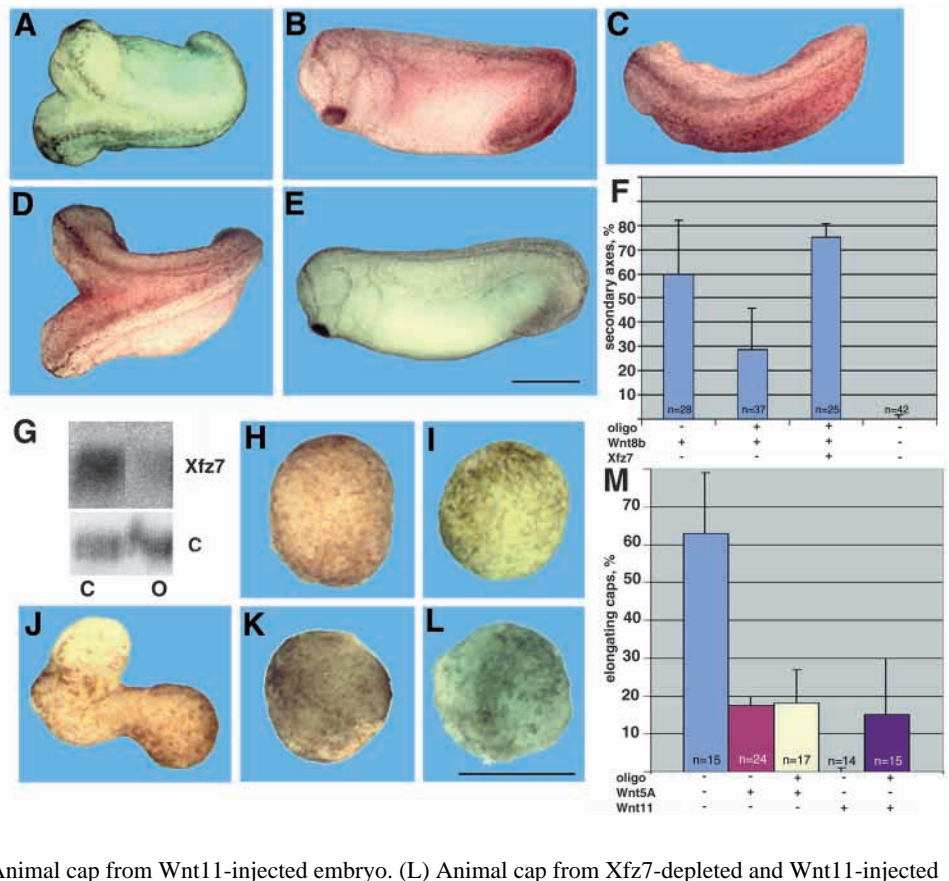 A
B
C
D
E
F
secondary axes, %
80
70
60
50
40
30
20
10
n=28
n=37
n=25
n=42
oligo - + + -
Wnt8b + + + -
Xfz7 - - + -
G
Xfz7
C
C O
H
I
J
K
L
M
elongating caps, %
70
60
50
40
30
20
10
n=15
n=24
n=17
n=14
n=15
oligo - - + - +
Wnt5A - + + - -
Wnt11 - - - + +
Animal cap from Wnt11-injected embryo. (L) Animal cap from Xfz7-depleted and Wnt11-injected